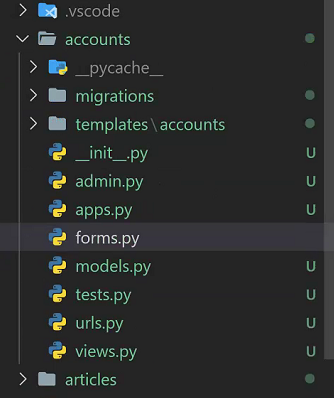 .vscode
accounts
__pycache__
migrations
templates\accounts
__init__.py
admin.py U
apps.py U
forms.py
models.py U
tests.py U
urls.py U
views.py U
articles